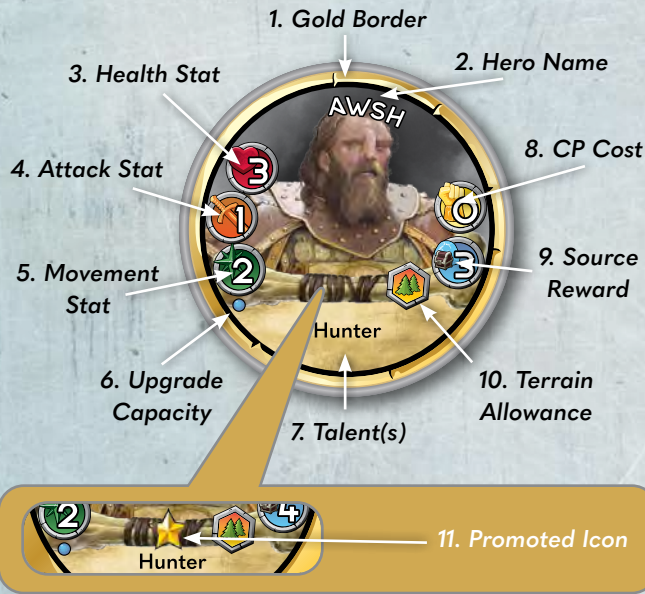 1. Gold Border
2. Hero Name
3. Health Stat
AWSH
8. CP Cost
3
4. Attack Stat
1
0
5. Movement
Stat
2
3
9. Source
Reward
Hunter
6. Upgrade
Capacity
7. Talent(s)
10. Terrain
Allowance
2
4
11. Promoted Icon
Hunter